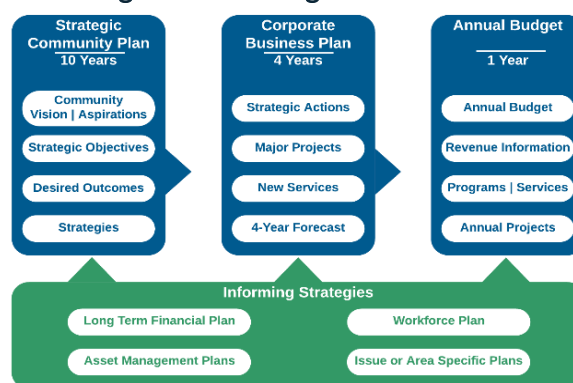 Strategic
Community Plan
10 Years
Community
Vision | Aspirations
Strategic Objectives
Desired Outcomes
Strategies
Corporate
Business Plan
4 Years
Strategic Actions
Major Projects
New Services
4-Year Forecast
Annual Budget
1 Year
Annual Budget
Revenue Information
Programs | Services
Annual Projects
Informing Strategies
Long Term Financial Plan
Workforce Plan
Asset Management Plans
Issue or Area Specific Plans